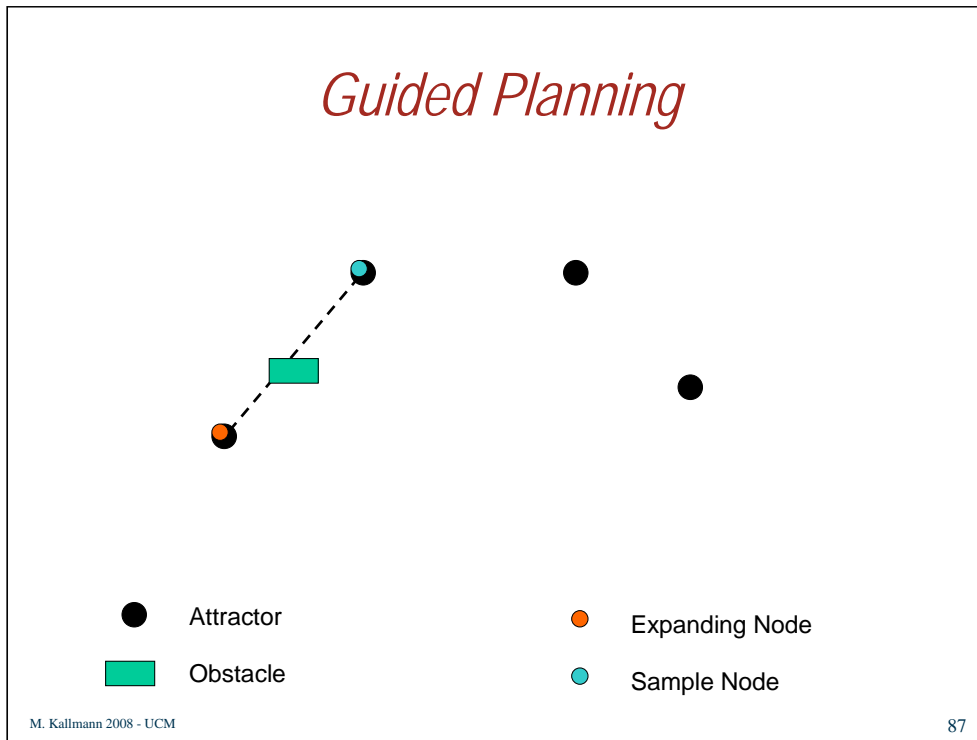 Guided Planning
Attractor
Expanding Node
Obstacle
Sample Node
M. Kallmann 2008 - UCM
87